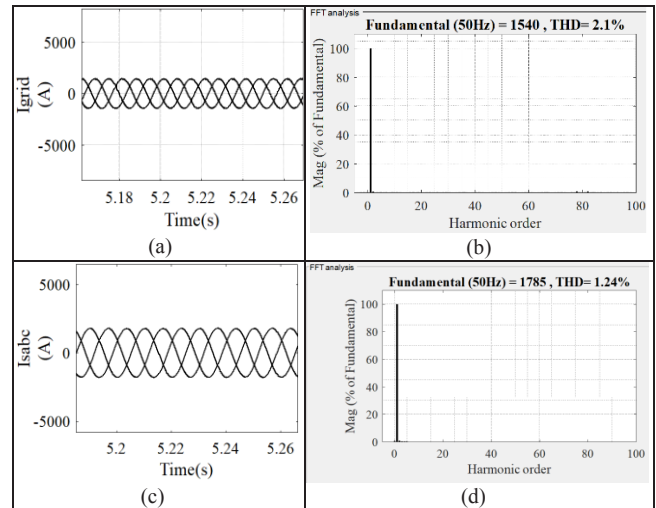 5000
0
-5000
Igrid
(A)
5.18 5.2 5.22 5.24 5.26
Time(s)
(a)
FFT analysis
Fundamental (50Hz) = 1540 , THD= 2.1%
100
80
60
40
20
0
Mag (% of Fundamental)
0 20 40 60 80 100
Harmonic order
(b)
5000
0
-5000
Isabc
(A)
5.2 5.22 5.24 5.26
Time(s)
(c)
FFT analysis
Fundamental (50Hz) = 1785 , THD= 1.24%
100
80
60
40
20
0
Mag (% of Fundamental)
0 20 40 60 80 100
Harmonic order
(d)